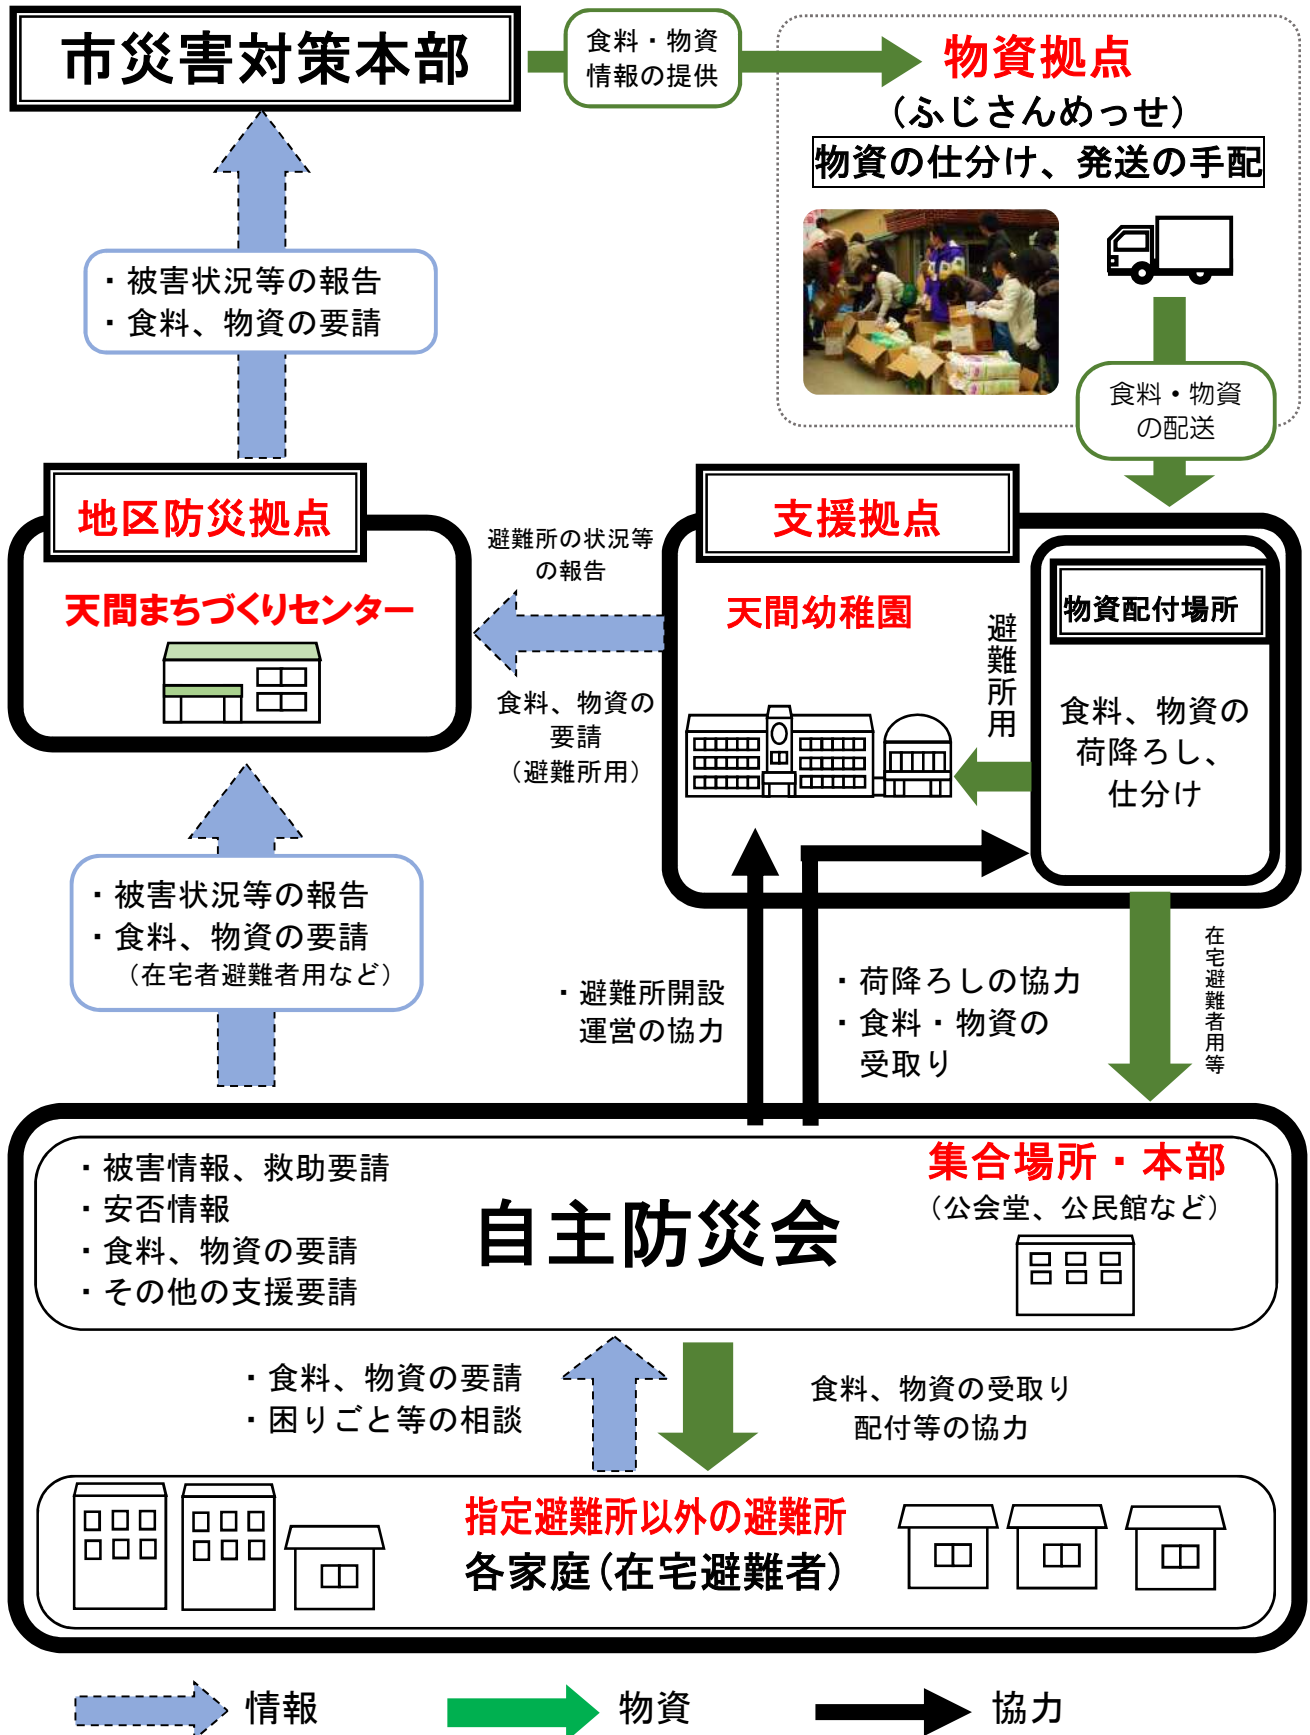 市災害対策本部
食料・物資
情報の提供
物資拠点
（ふじさんめっせ）
物資の仕分け、発送の手配
・被害状況等の報告
・食料、物資の要請
食料・物資
の配送
地区防災拠点
天間まちづくりセンター
避難所の状況等
の報告
食料、物資の
要請
（避難所用）
支援拠点
天間幼稚園
避難所用
物資配付場所
食料、物資の
荷降ろし、
仕分け
・被害状況等の報告
・食料、物資の要請
（在宅者避難者用など）
・避難所開設
運営の協力
・荷降ろしの協力
・食料・物資の
受取り
在宅避難者用等
・被害情報、救助要請
・安否情報
・食料、物資の要請
・その他の支援要請
自主防災会
集合場所・本部
（公会堂、公民館など）
・食料、物資の要請
・困りごと等の相談
食料、物資の受取り
配付等の協力
指定避難所以外の避難所
各家庭（在宅避難者）
情報
物資
協力